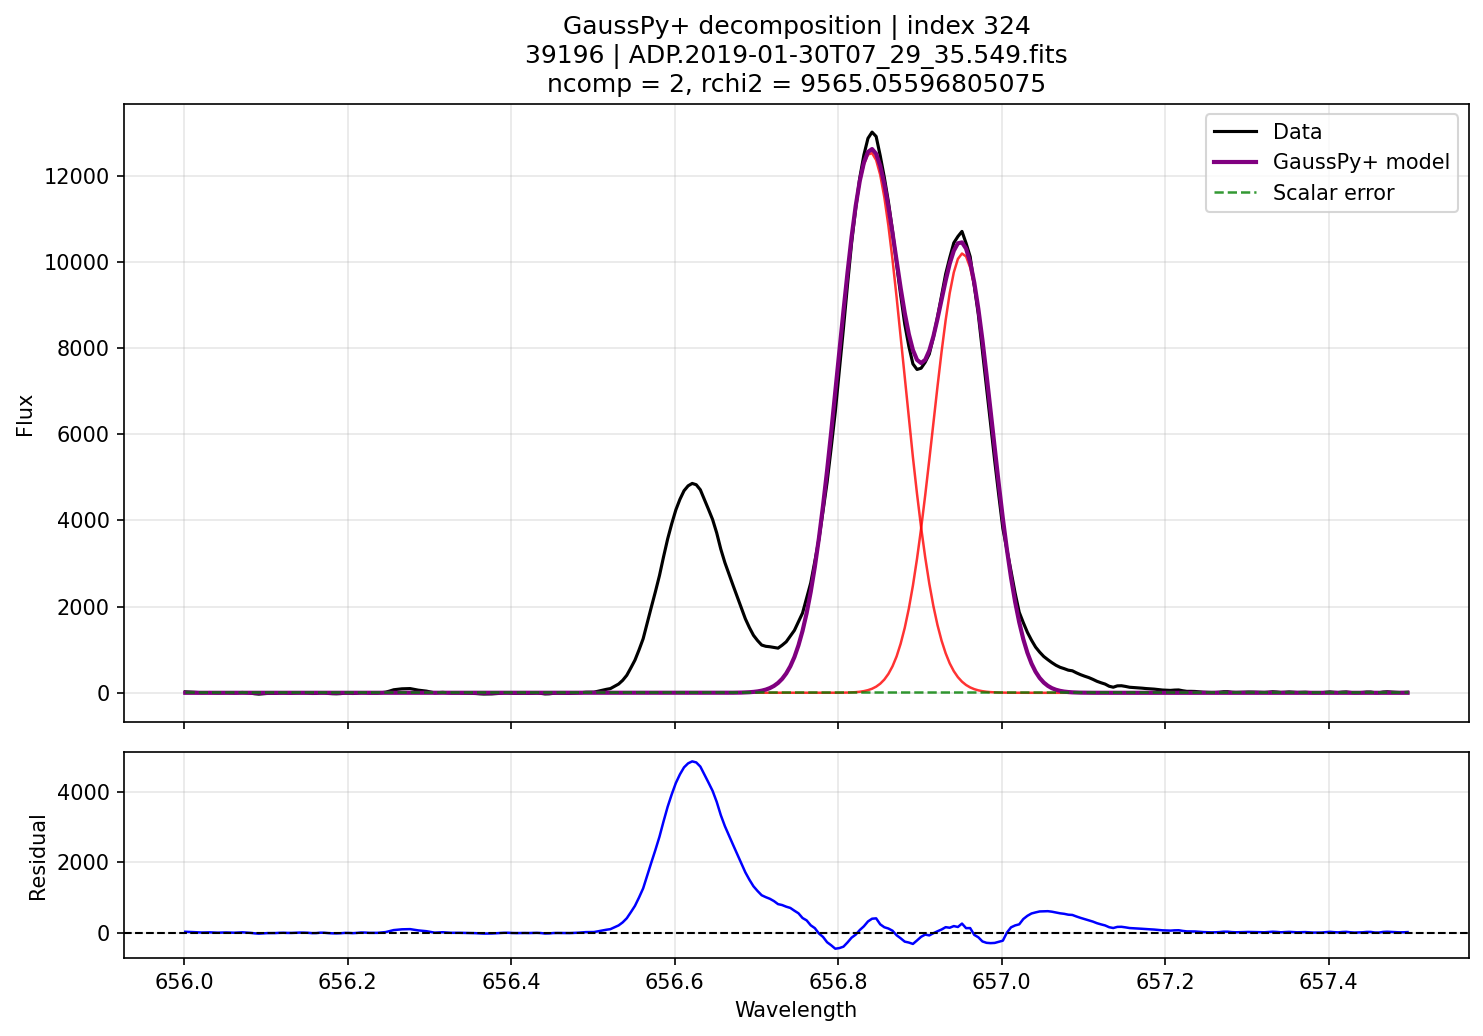 GaussPy+ decomposition | index 324
39196 | ADP.2019-01-30T07_29_35.549.fits
ncomp = 2, rchi2 = 9565.05596805075
Data
GaussPy+ model
Scalar error
12000
10000
8000
6000
4000
2000
0
Flux
4000
2000
0
Residual
656.0
656.2
656.4
656.6
656.8
657.0
657.2
657.4
Wavelength